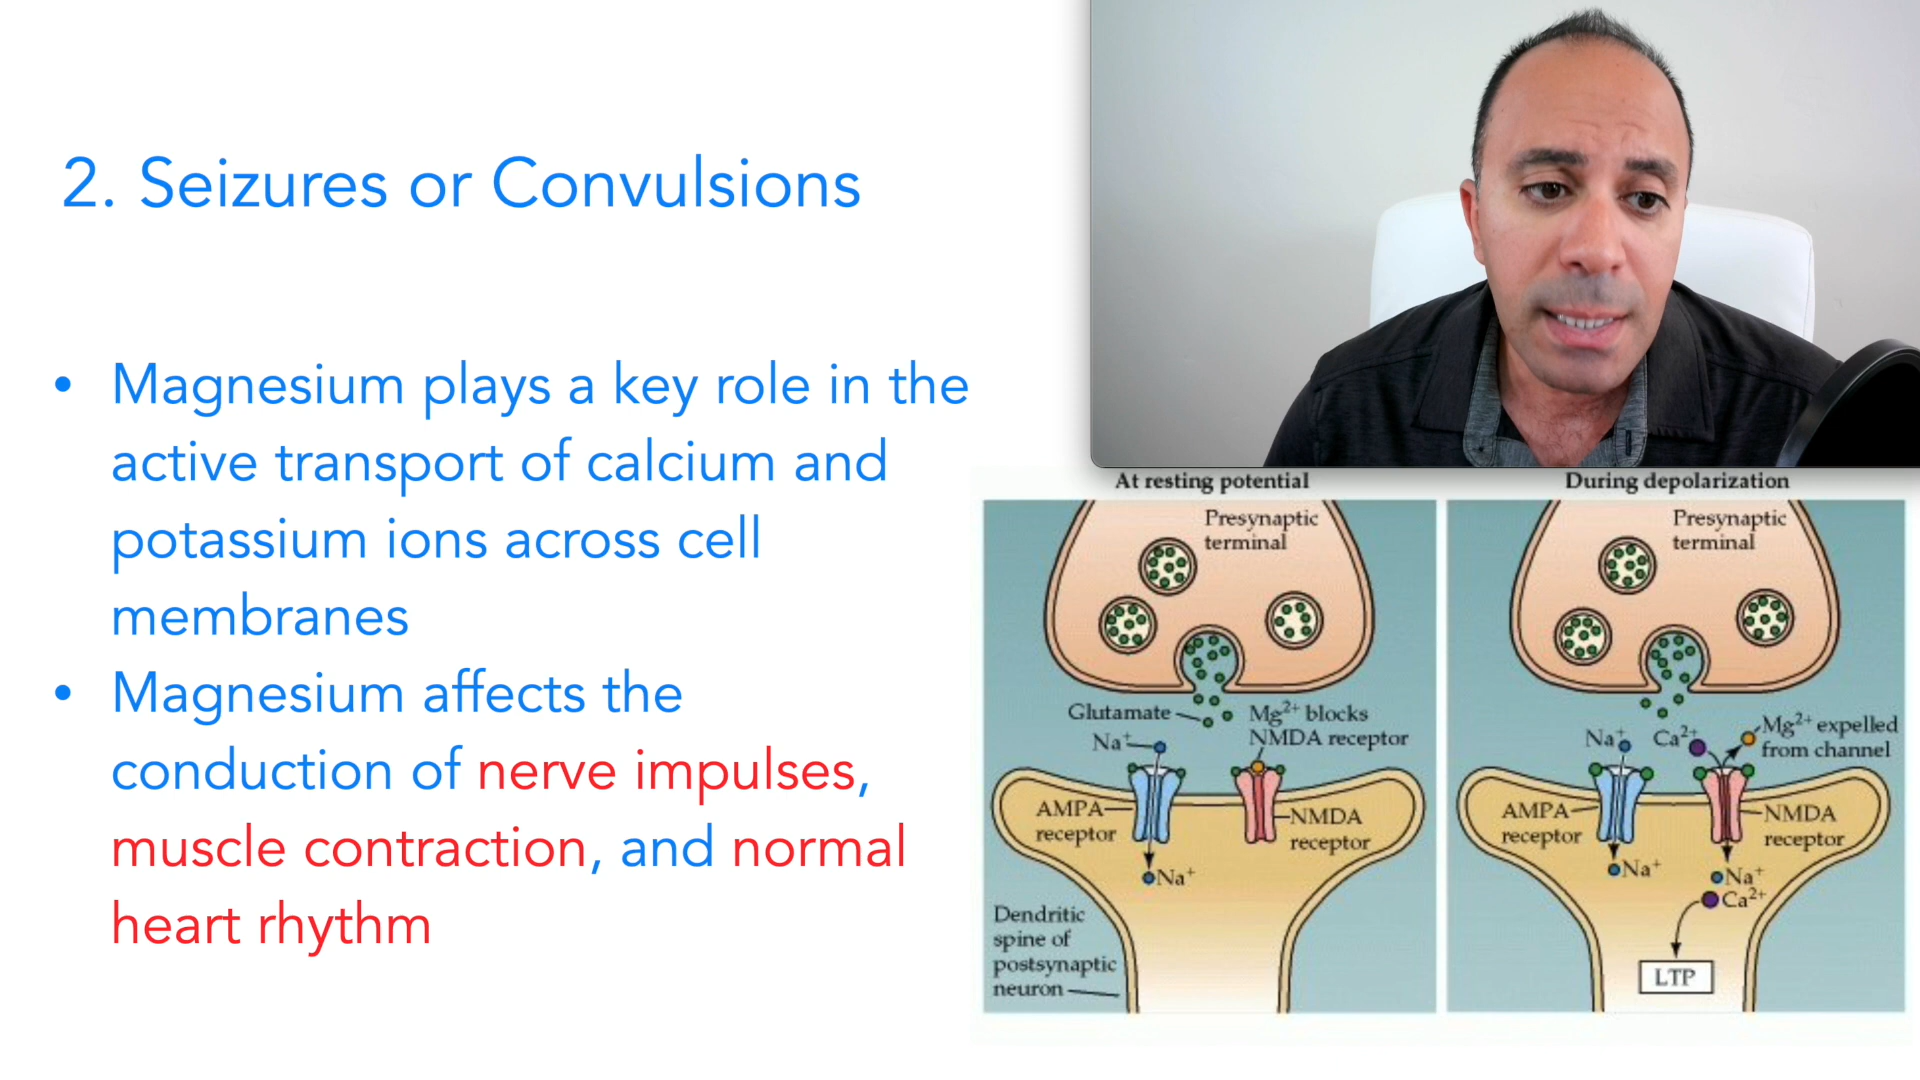 2. Seizures or Convulsions
• Magnesium plays a key role in the
active transport of calcium and
potassium ions across cell
membranes
• Magnesium affects the
conduction of nerve impulses,
muscle contraction, and normal
heart rhythm
At resting potential
Presynaptic
terminal
Glutamate
Na+
Mg2+ blocks
NMDA receptor
AMPA
receptor
NMDA
receptor
Na+
Dendritic
spine of
postsynaptic
neuron
During depolarization
Presynaptic
terminal
Na+
Ca2+
Mg2+ expelled
from channel
AMPA
receptor
NMDA
receptor
Na+
Na+
Ca2+
LTP